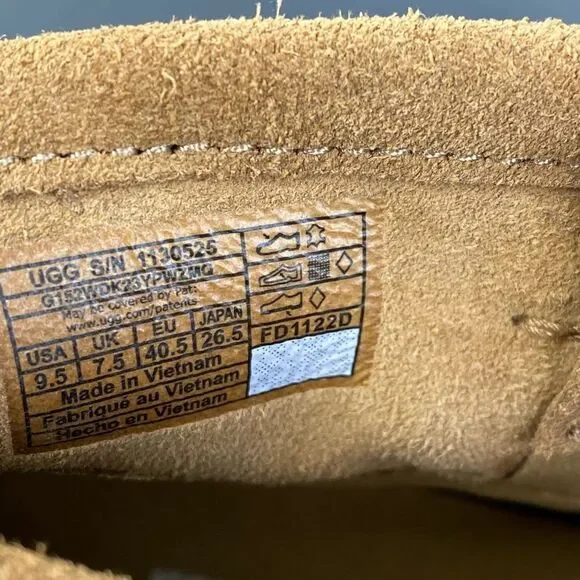 UGG S/N 1130525
G152WDK23YPWZMG
May be covered by Pat:
www.ugg.com/patents
USA UK EU JAPAN
9.5 7.5 40.5 26.5
FD1122D
Made in Vietnam
Fabriqué au Vietnam
Hecho en Vietnam